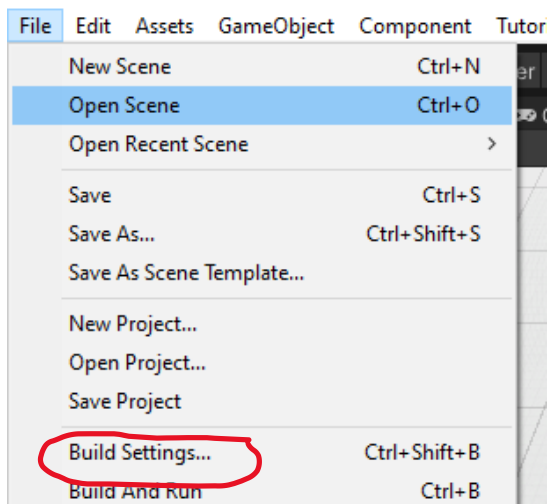 File Edit Assets GameObject Component Tutor
New Scene Ctrl+N
er
Open Scene Ctrl+O
Open Recent Scene >
Save Ctrl+S
Save As... Ctrl+Shift+S
Save As Scene Template...
New Project...
Open Project...
Save Project
Build Settings... Ctrl+Shift+B
Build And Run Ctrl+B